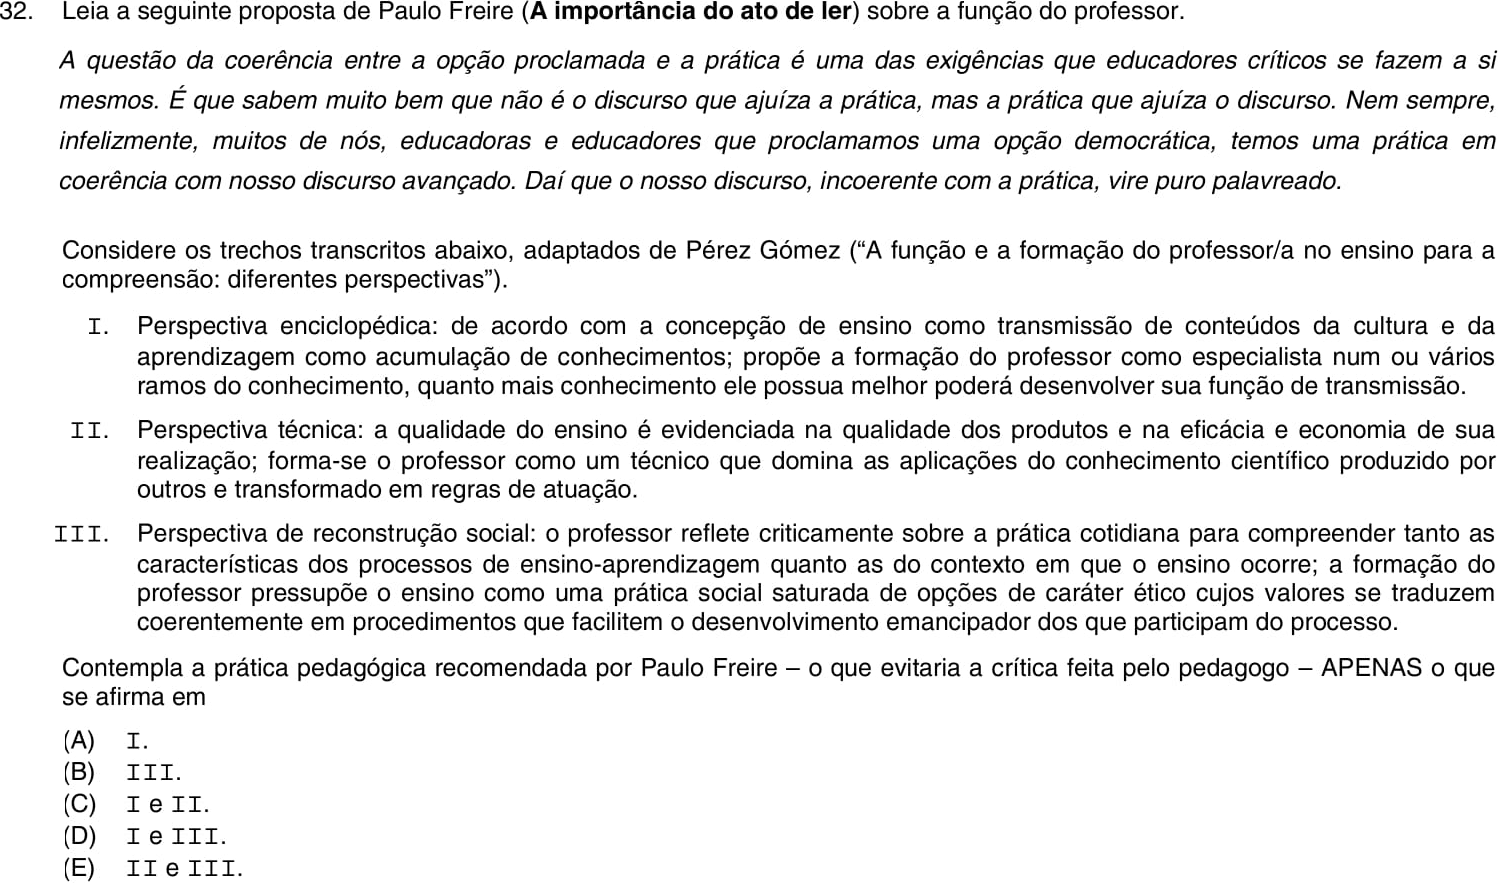 32. Leia a seguinte proposta de Paulo Freire (A importância do ato de ler) sobre a função do professor.
A questão da coerência entre a opção proclamada e a prática é uma das exigências que educadores críticos se fazem a si
mesmos. É que sabem muito bem que não é o discurso que ajuíza a prática, mas a prática que ajuíza o discurso. Nem sempre,
infelizmente, muitos de nós, educadoras e educadores que proclamamos uma opção democrática, temos uma prática em
coerência com nosso discurso avançado. Daí que o nosso discurso, incoerente com a prática, vire puro palavreado.
Considere os trechos transcritos abaixo, adaptados de Pérez Gómez (“A função e a formação do professor/a no ensino para a
compreensão: diferentes perspectivas”).
I. Perspectiva enciclopédica: de acordo com a concepção de ensino como transmissão de conteúdos da cultura e da
aprendizagem como acumulação de conhecimentos; propõe a formação do professor como especialista num ou vários
ramos do conhecimento, quanto mais conhecimento ele possua melhor poderá desenvolver sua função de transmissão.
II. Perspectiva técnica: a qualidade do ensino é evidenciada na qualidade dos produtos e na eficácia e economia de sua
realização; forma-se o professor como um técnico que domina as aplicações do conhecimento científico produzido por
outros e transformado em regras de atuação.
III. Perspectiva de reconstrução social: o professor reflete criticamente sobre a prática cotidiana para compreender tanto as
características dos processos de ensino-aprendizagem quanto as do contexto em que o ensino ocorre; a formação do
professor pressupõe o ensino como uma prática social saturada de opções de caráter ético cujos valores se traduzem
coerentemente em procedimentos que facilitem o desenvolvimento emancipador dos que participam do processo.
Contempla a prática pedagógica recomendada por Paulo Freire – o que evitaria a crítica feita pelo pedagogo – APENAS o que
se afirma em
(A) I.
(B) III.
(C) I e II.
(D) I e III.
(E) II e III.